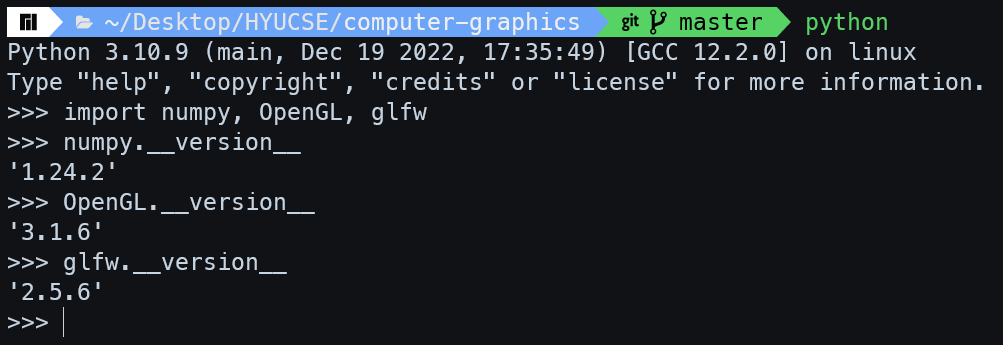 ~/Desktop/HYUCSE/computer-graphics git master python
Python 3.10.9 (main, Dec 19 2022, 17:35:49) [GCC 12.2.0] on linux
Type "help", "copyright", "credits" or "license" for more information.
>>> import numpy, OpenGL, glfw
>>> numpy.__version__
'1.24.2'
>>> OpenGL.__version__
'3.1.6'
>>> glfw.__version__
'2.5.6'
>>>